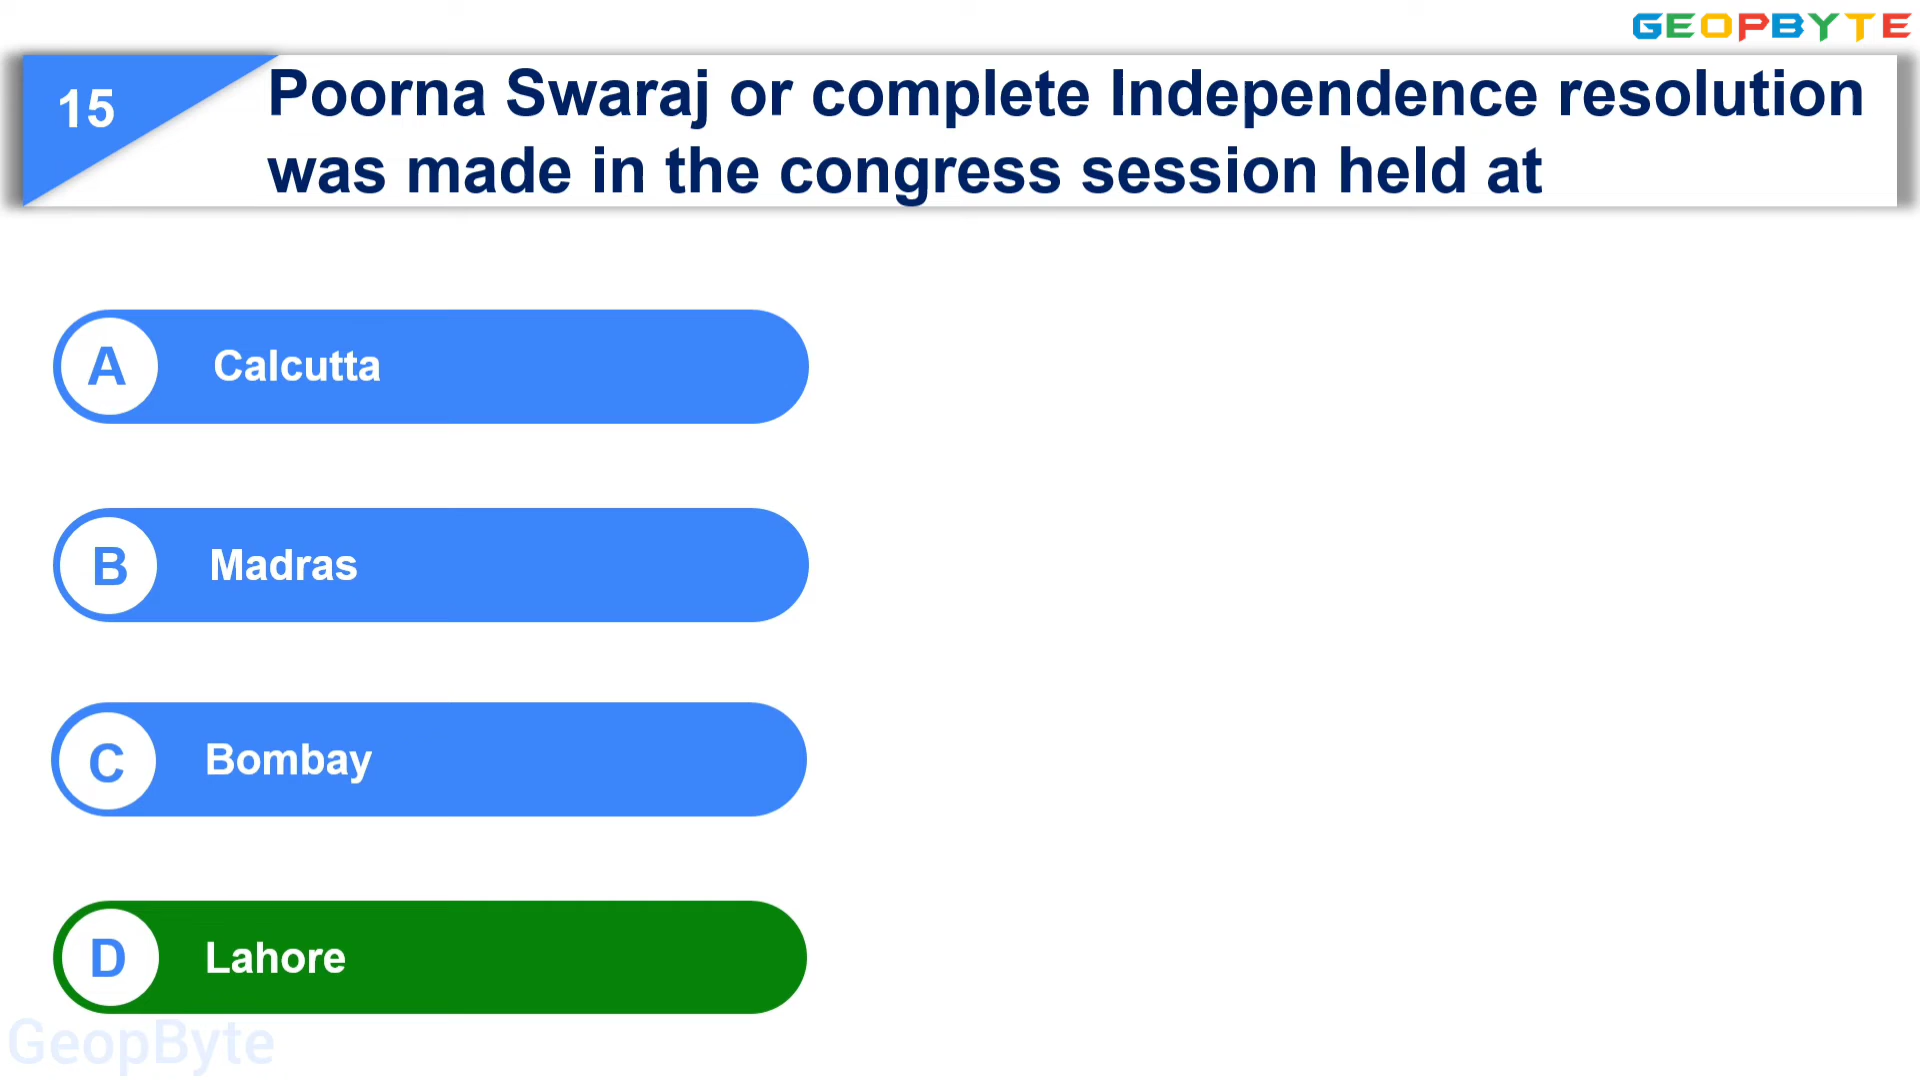 GEOPBYTE
15
Poorna Swaraj or complete Independence resolution
was made in the congress session held at
A Calcutta
B Madras
C Bombay
D Lahore
GeopByte